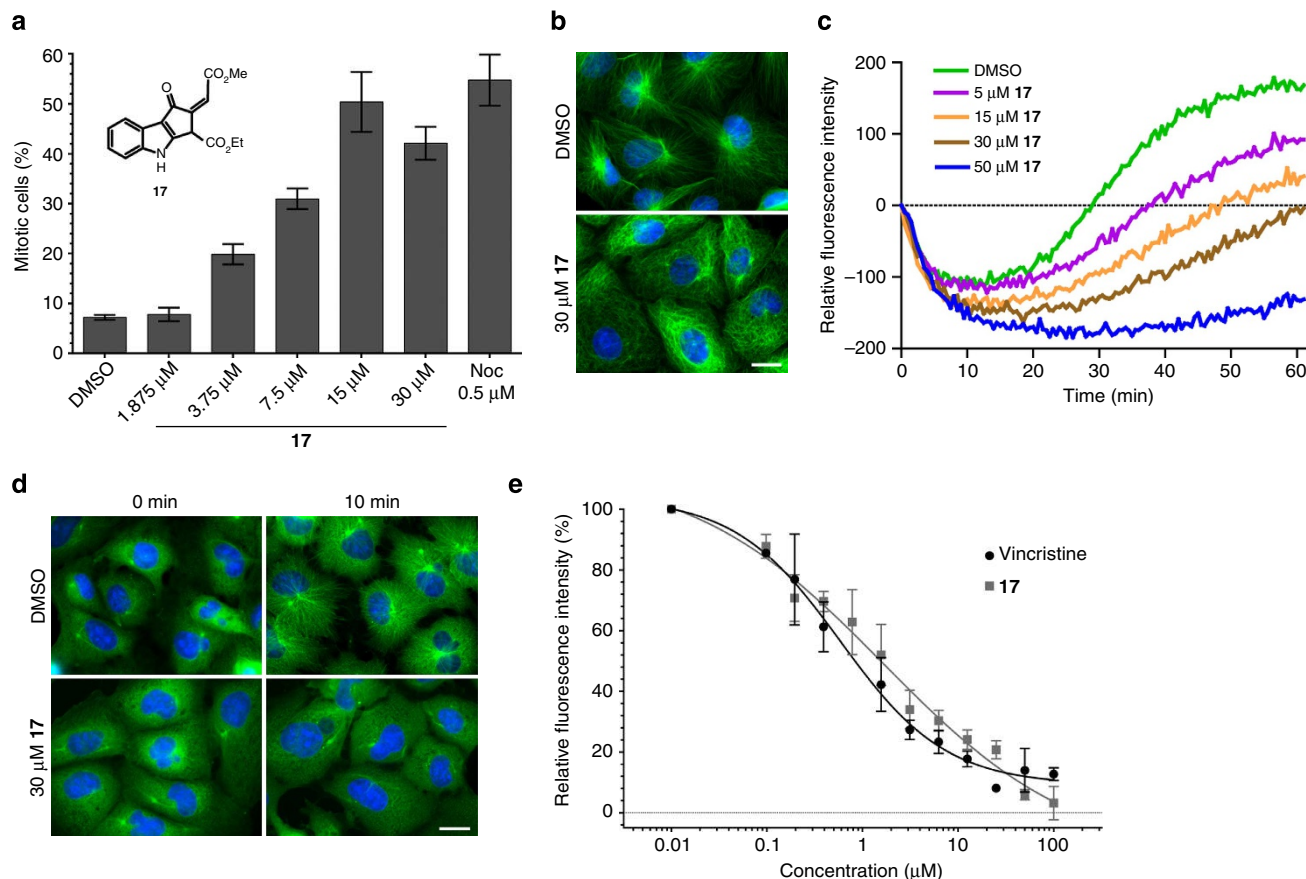 a
Mitotic cells (%)
60
50
40
30
20
10
0
O
CO2Me
CO2Et
N
H
17
DMSO
1.875 µM
3.75 µM
7.5 µM
15 µM
30 µM
Noc
0.5 µM
17
b
DMSO
30 µM 17
c
Relative fluorescence intensity
200
100
0
−100
−200
DMSO
5 µM 17
15 µM 17
30 µM 17
50 µM 17
0 10 20 30 40 50 60
Time (min)
d
0 min 10 min
DMSO
30 µM 17
e
Relative fluorescence intensity (%)
100
80
60
40
20
0
Vincristine
17
0.01 0.1 1 10 100
Concentration (µM)